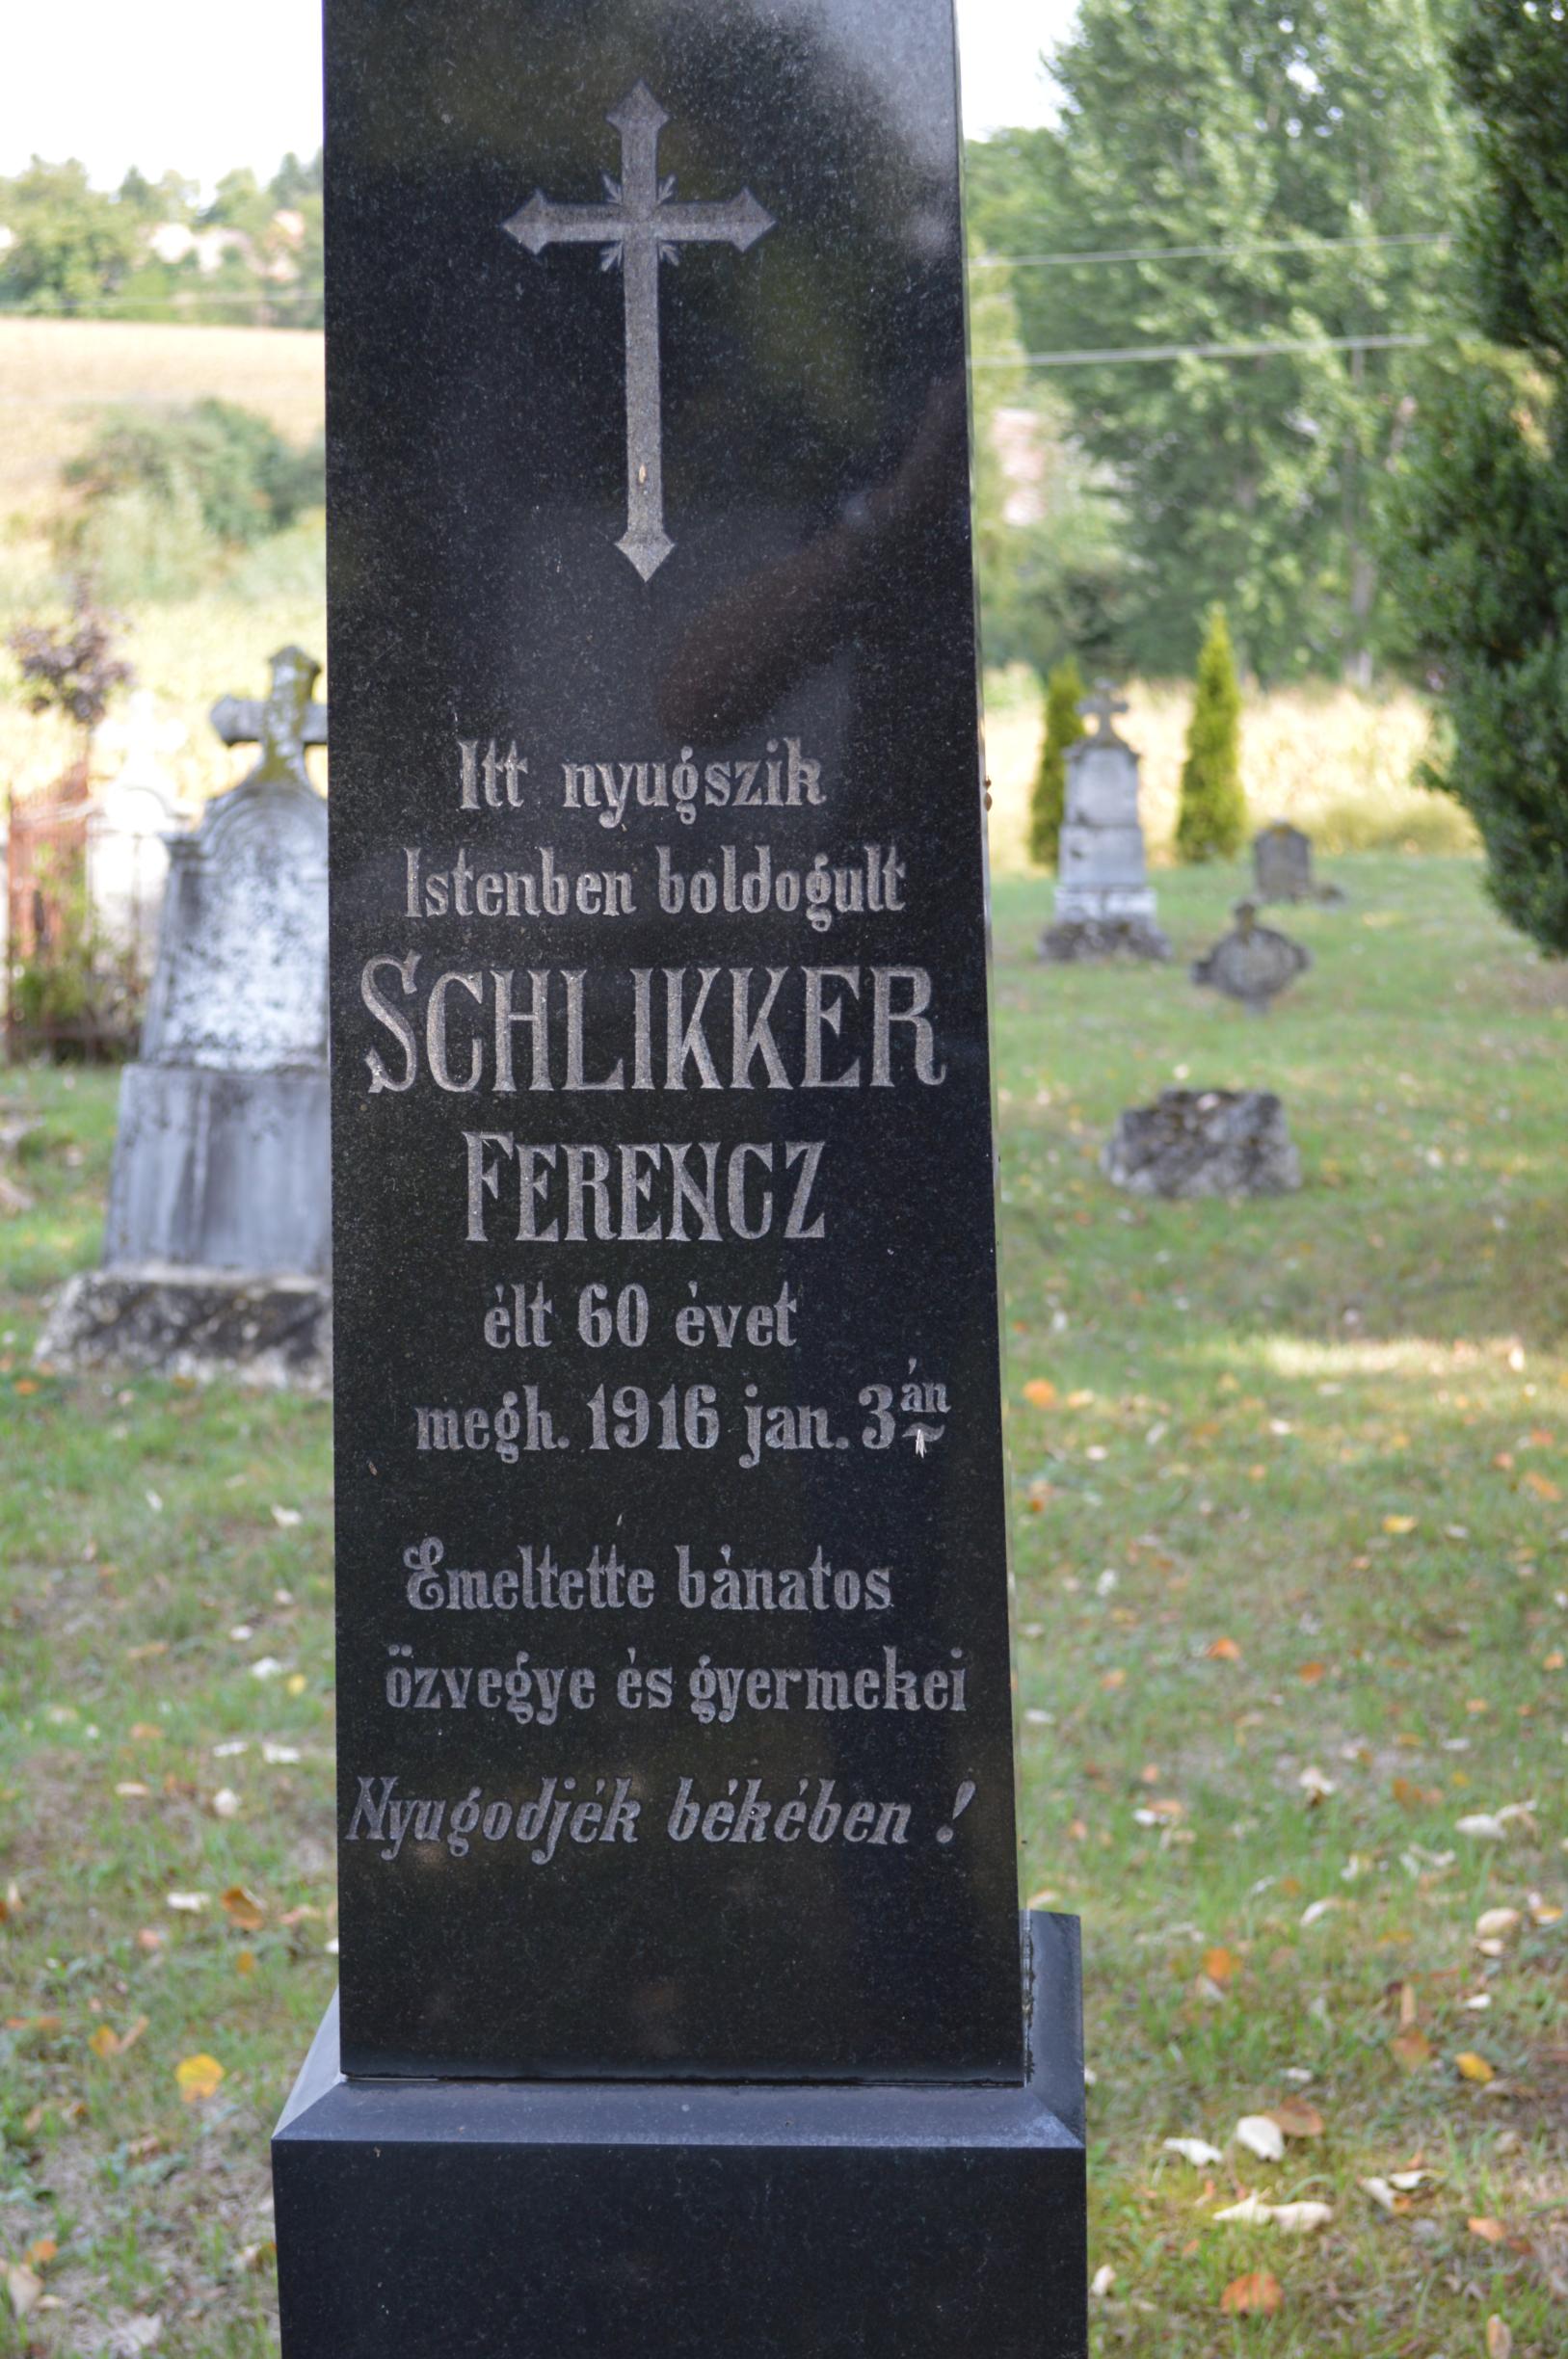 Itt nyugszik
Istenben boldogult
SCHLIKKER
FERENCZ
élt 60 évet
megh. 1916 jan. 3án
Emeltette bánatos
özvegye és gyermekei
Nyugodjék békében !